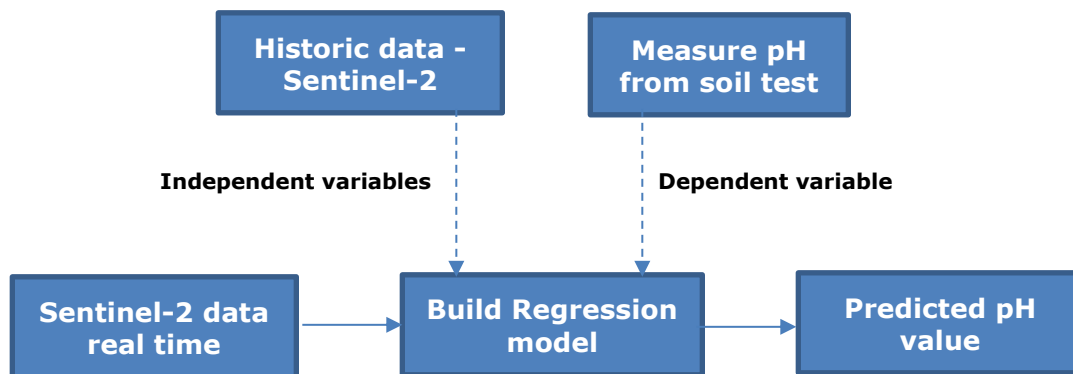 Historic data -
Sentinel-2
Measure pH
from soil test
Independent variables
Dependent variable
Sentinel-2 data
real time
Build Regression
model
Predicted pH
value